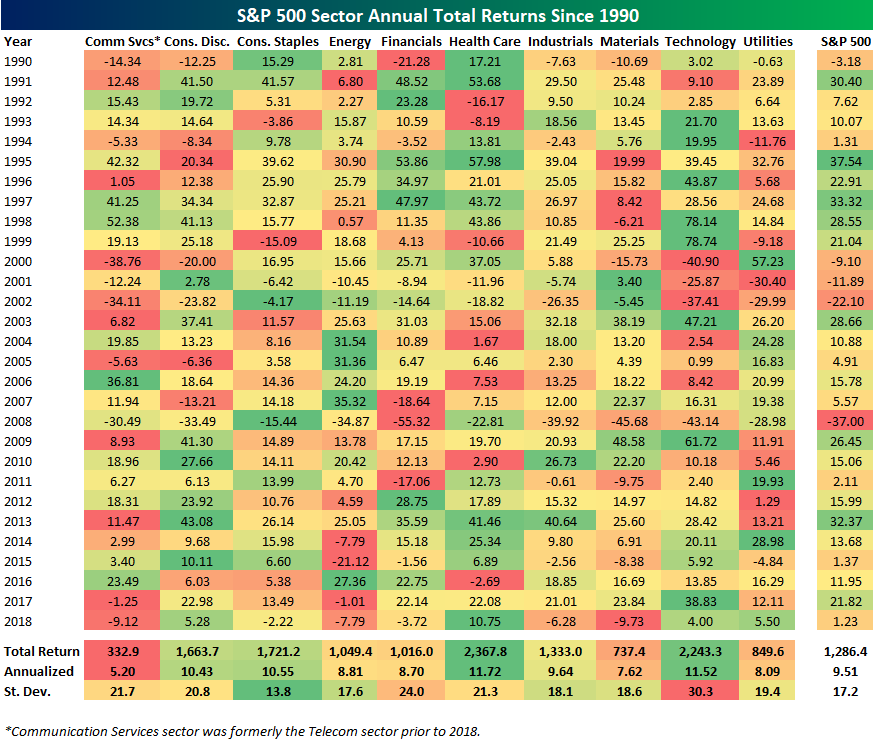 S&P 500 Sector Annual Total Returns Since 1990
Year Comm Svcs* Cons. Disc. Cons. Staples Energy Financials Health Care Industrials Materials Technology Utilities S&P 500
1990 -14.34 -12.25 15.29 2.81 -21.28 17.21 -7.63 -10.69 3.02 -0.63 -3.18
1991 12.48 41.50 41.57 6.80 48.52 53.68 29.50 25.48 9.10 23.89 30.40
1992 15.43 19.72 5.31 2.27 23.28 -16.17 9.50 10.24 2.85 6.64 7.62
1993 14.34 14.64 -3.86 15.87 10.59 -8.19 18.56 13.45 21.70 13.63 10.07
1994 -5.33 -8.34 9.78 3.74 -3.52 13.81 -2.43 5.76 19.95 -11.76 1.31
1995 42.32 20.34 39.62 30.90 53.86 57.98 39.04 19.99 39.45 32.76 37.54
1996 1.05 12.38 25.90 25.79 34.97 21.01 25.05 15.82 43.87 5.68 22.91
1997 41.25 34.34 32.87 25.21 47.97 43.72 26.97 8.42 28.56 24.68 33.32
1998 52.38 41.13 15.77 0.57 11.35 43.86 10.85 -6.21 78.14 14.84 28.55
1999 19.13 25.18 -15.09 18.68 4.13 -10.66 21.49 25.25 78.74 -9.18 21.04
2000 -38.76 -20.00 16.95 15.66 25.71 37.05 5.88 -15.73 -40.90 57.23 -9.10
2001 -12.24 2.78 -6.42 -10.45 -8.94 -11.96 -5.74 3.40 -25.87 -30.40 -11.89
2002 -34.11 -23.82 -4.17 -11.19 -14.64 -18.82 -26.35 -5.45 -37.41 -29.99 -22.10
2003 6.82 37.41 11.57 25.63 31.03 15.06 32.18 38.19 47.21 26.20 28.66
2004 19.85 13.23 8.16 31.54 10.89 1.67 18.00 13.20 2.54 24.28 10.88
2005 -5.63 -6.36 3.58 31.36 6.47 6.46 2.30 4.39 0.99 16.83 4.91
2006 36.81 18.64 14.36 24.20 19.19 7.53 13.25 18.22 8.42 20.99 15.78
2007 11.94 -13.21 14.18 35.32 -18.64 7.15 12.00 22.37 16.31 19.38 5.57
2008 -30.49 -33.49 -15.44 -34.87 -55.32 -22.81 -39.92 -45.68 -43.14 -28.98 -37.00
2009 8.93 41.30 14.89 13.78 17.15 19.70 20.93 48.58 61.72 11.91 26.45
2010 18.96 27.66 14.11 20.42 12.13 2.90 26.73 22.20 10.18 5.46 15.06
2011 6.27 6.13 13.99 4.70 -17.06 12.73 -0.61 -9.75 2.40 19.93 2.11
2012 18.31 23.92 10.76 4.59 28.75 17.89 15.32 14.97 14.82 1.29 15.99
2013 11.47 43.08 26.14 25.05 35.59 41.46 40.64 25.60 28.42 13.21 32.37
2014 2.99 9.68 15.98 -7.79 15.18 25.34 9.80 6.91 20.11 28.98 13.68
2015 3.40 10.11 6.60 -21.12 -1.56 6.89 -2.56 -8.38 5.92 -4.84 1.37
2016 23.49 6.03 5.38 27.36 22.75 -2.69 18.85 16.69 13.85 16.29 11.95
2017 -1.25 22.98 13.49 -1.01 22.14 22.08 21.01 23.84 38.83 12.11 21.82
2018 -9.12 5.28 -2.22 -7.79 -3.72 10.75 -6.28 -9.73 4.00 5.50 1.23
Total Return 332.9 1,663.7 1,721.2 1,049.4 1,016.0 2,367.8 1,333.0 737.4 2,243.3 849.6 1,286.4
Annualized 5.20 10.43 10.55 8.81 8.70 11.72 9.64 7.62 11.52 8.09 9.51
St. Dev. 21.7 20.8 13.8 17.6 24.0 21.3 18.1 18.6 30.3 19.4 17.2
*Communication Services sector was formerly the Telecom sector prior to 2018.